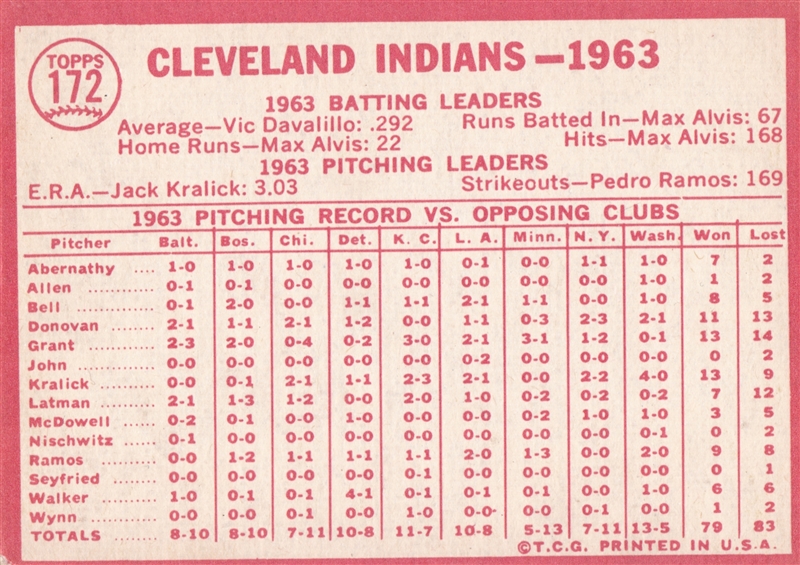 TOPPS
172
CLEVELAND INDIANS—1963
1963 BATTING LEADERS
Average—Vic Davalillo: .292 Runs Batted In—Max Alvis: 67
Home Runs—Max Alvis: 22 Hits—Max Alvis: 168
1963 PITCHING LEADERS
E.R.A.—Jack Kralick: 3.03 Strikeouts—Pedro Ramos: 169
1963 PITCHING RECORD VS. OPPOSING CLUBS
Pitcher Balt. Bos. Chi. Det. K. C. L. A. Minn. N. Y. Wash. Won Lost
Abernathy .... 1-0 1-0 1-0 1-0 1-0 0-1 0-0 1-1 1-0 7 2
Allen ......... 0-1 0-1 0-0 0-0 0-0 0-0 0-0 0-0 1-0 1 2
Bell ......... 0-1 2-0 0-0 1-1 1-1 2-1 1-1 0-0 1-0 8 5
Donovan ...... 2-1 1-1 2-1 1-2 0-0 1-1 0-3 2-3 2-1 11 13
Grant ........ 2-3 2-0 0-4 0-2 3-0 2-1 3-1 1-2 0-1 13 14
John ......... 0-0 0-0 0-0 0-0 0-0 0-2 0-0 0-0 0-0 0 2
Kralick ....... 0-0 0-1 2-1 1-1 2-3 2-1 0-0 2-2 4-0 13 9
Latman ....... 2-1 1-3 1-2 0-0 2-0 1-0 0-2 0-2 0-2 7 12
McDowell .... 0-2 0-1 0-0 1-0 0-0 0-2 0-0 1-0 1-0 3 5
Nischwitz .... 0-1 0-0 0-0 0-0 0-0 0-0 0-0 0-0 0-1 0 2
Ramos ........ 0-0 1-2 1-1 1-1 1-1 2-0 1-3 0-0 2-0 9 8
Seyfried ...... 0-0 0-0 0-0 0-0 0-1 0-0 0-0 0-0 0-0 0 1
Walker ....... 1-0 0-1 0-1 4-1 0-1 0-0 0-1 0-1 1-0 6 6
Wynn ........ 0-0 0-0 0-1 0-0 1-0 0-0 0-1 0-0 0-0 1 2
TOTALS ...... 8-10 8-10 7-11 10-8 11-7 10-8 5-13 7-11 13-5 79 83
©T.C.G. PRINTED IN U.S.A.